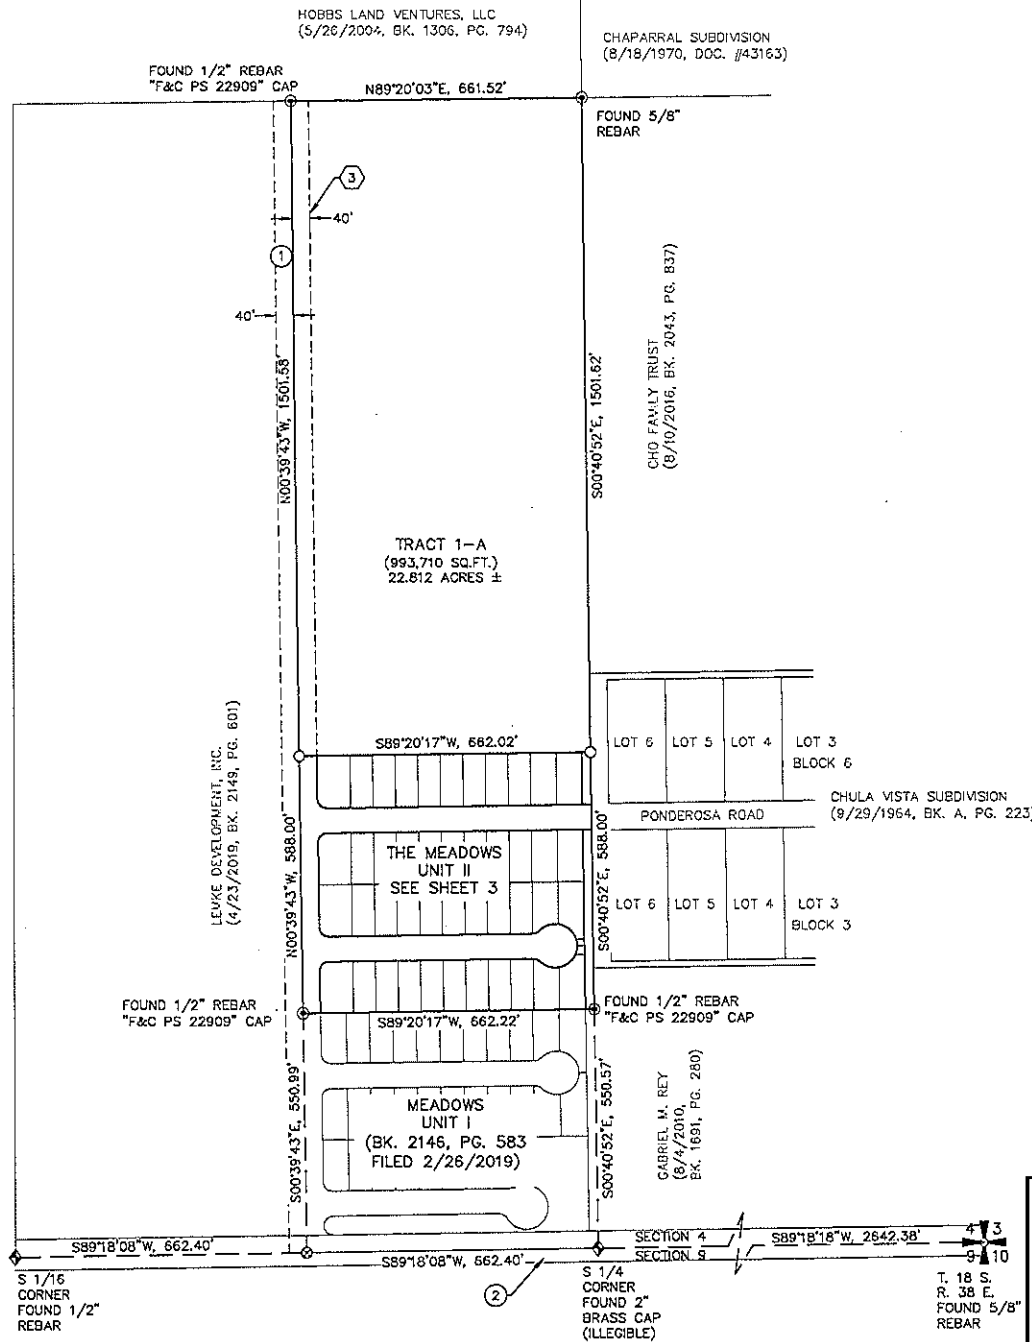 HOBBS LAND VENTURES, LLC
(5/26/2004, BK. 1306, PG. 794)
CHAPARRAL SUBDIVISION
(8/18/1970, DOC. #43163)
FOUND 1/2" REBAR
"F&C PS 22909" CAP
N89°20'03"E, 661.52'
FOUND 5/8"
REBAR
3
40'
1
40'
N00°39'43"W, 1501.58'
S00°40'52"E, 1501.62'
CHO FAMILY TRUST
(8/10/2016, BK. 2043, PG. 837)
TRACT 1-A
(993,710 SQ.FT.)
22.812 ACRES ±
LEVKE DEVELOPMENT, INC.
(4/23/2019, BK. 2149, PG. 601)
S89°20'17"W, 662.02'
LOT 6
LOT 5
LOT 4
LOT 3
BLOCK 6
PONDEROSA ROAD
CHULA VISTA SUBDIVISION
(9/29/1964, BK. A, PG. 223)
N00°39'43"W, 588.00'
THE MEADOWS
UNIT II
SEE SHEET 3
S00°40'52"E, 588.00'
LOT 6
LOT 5
LOT 4
LOT 3
BLOCK 3
FOUND 1/2" REBAR
"F&C PS 22909" CAP
S89°20'17"W, 662.22'
FOUND 1/2" REBAR
"F&C PS 22909" CAP
S00°39'43"E, 550.99'
MEADOWS
UNIT I
(BK. 2146, PG. 583
FILED 2/26/2019)
S00°40'52"E, 550.57'
GABRIEL M. REY
(8/4/2010,
BK. 1691, PG. 280)
S89°18'08"W, 662.40'
S89°18'08"W, 662.40'
SECTION 4
SECTION 9
S89°18'18"W, 2642.38'
4 3
9 10
2
S 1/16
CORNER
FOUND 1/2"
REBAR
S 1/4
CORNER
FOUND 2"
BRASS CAP
(ILLEGIBLE)
T. 18 S.
R. 38 E.
FOUND 5/8"
REBAR